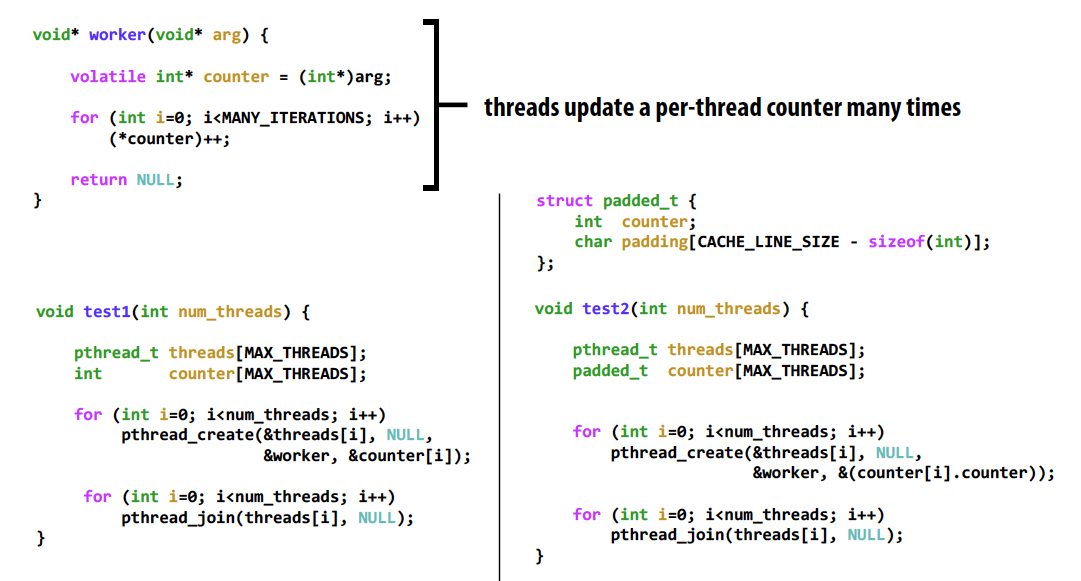 void* worker(void* arg) {
volatile int* counter = (int*)arg;
for (int i=0; i<MANY_ITERATIONS; i++)
(*counter)++;
return NULL;
}
threads update a per-thread counter many times
void test1(int num_threads) {
pthread_t threads[MAX_THREADS];
int counter[MAX_THREADS];
for (int i=0; i<num_threads; i++)
pthread_create(&threads[i], NULL,
&worker, &counter[i]);
for (int i=0; i<num_threads; i++)
pthread_join(threads[i], NULL);
}
struct padded_t {
int counter;
char padding[CACHE_LINE_SIZE - sizeof(int)];
};
void test2(int num_threads) {
pthread_t threads[MAX_THREADS];
padded_t counter[MAX_THREADS];
for (int i=0; i<num_threads; i++)
pthread_create(&threads[i], NULL,
&worker, &(counter[i].counter));
for (int i=0; i<num_threads; i++)
pthread_join(threads[i], NULL);
}